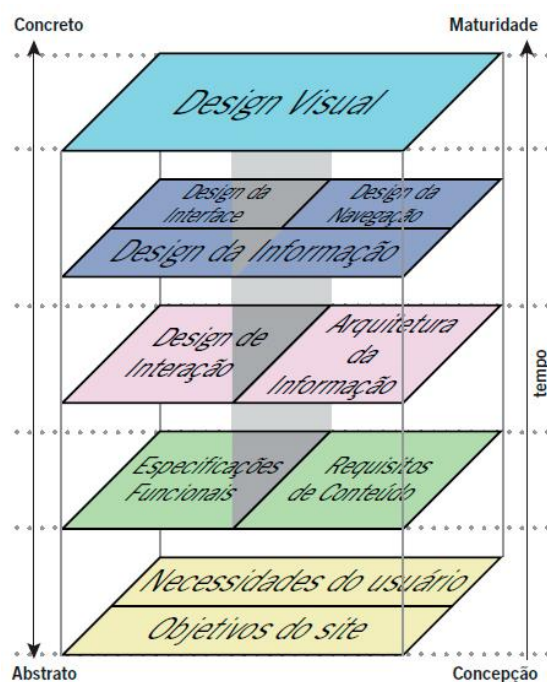 Concreto
Maturidade
Design Visual
Design da
Interface
Design da
Navegação
Design da Informação
Design de
Interação
Arquitetura
da
Informação
tempo
Especificações
Funcionais
Requisitos
de Conteúdo
Necessidades do usuário
Objetivos do site
Abstrato
Concepção